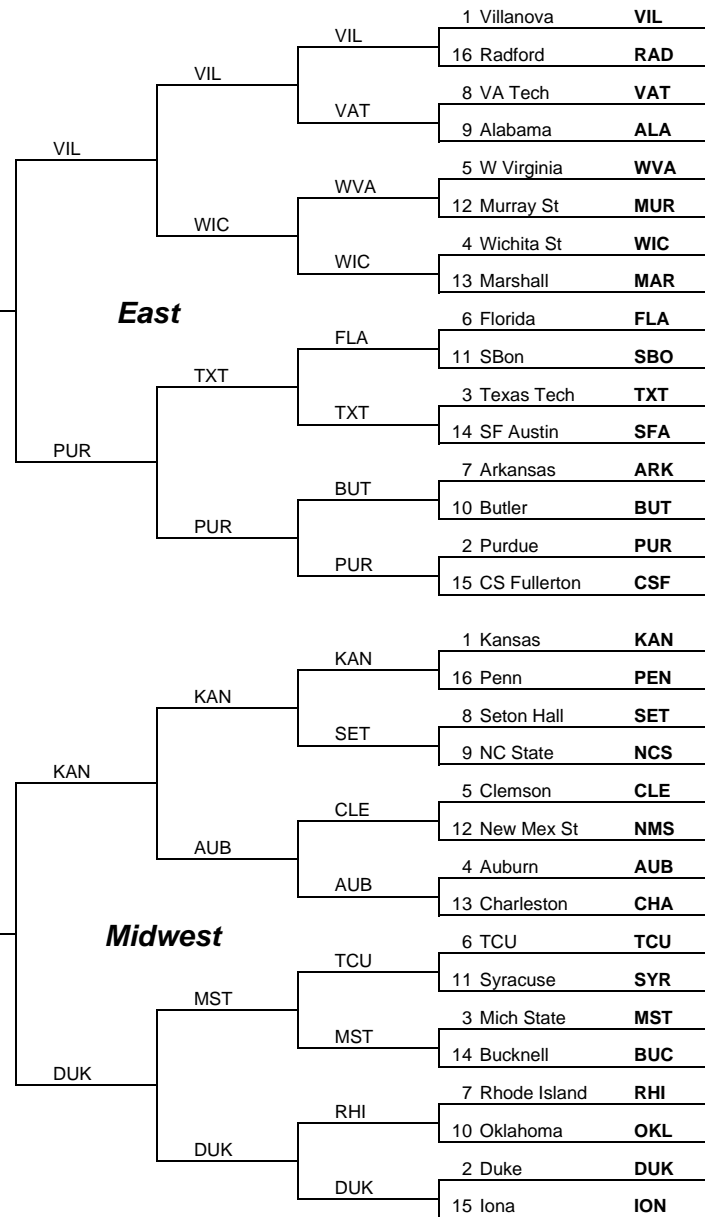 1 Villanova VIL
VIL
16 Radford RAD
VIL
8 VA Tech VAT
VAT
9 Alabama ALA
VIL
5 W Virginia WVA
WVA
12 Murray St MUR
WIC
4 Wichita St WIC
WIC
13 Marshall MAR
East
6 Florida FLA
FLA
11 SBon SBO
TXT
3 Texas Tech TXT
TXT
14 SF Austin SFA
PUR
7 Arkansas ARK
BUT
10 Butler BUT
PUR
2 Purdue PUR
PUR
15 CS Fullerton CSF
1 Kansas KAN
KAN
16 Penn PEN
KAN
8 Seton Hall SET
SET
9 NC State NCS
KAN
5 Clemson CLE
CLE
12 New Mex St NMS
AUB
4 Auburn AUB
AUB
13 Charleston CHA
Midwest
6 TCU TCU
TCU
11 Syracuse SYR
MST
3 Mich State MST
MST
14 Bucknell BUC
DUK
7 Rhode Island RHI
RHI
10 Oklahoma OKL
DUK
2 Duke DUK
DUK
15 Iona ION